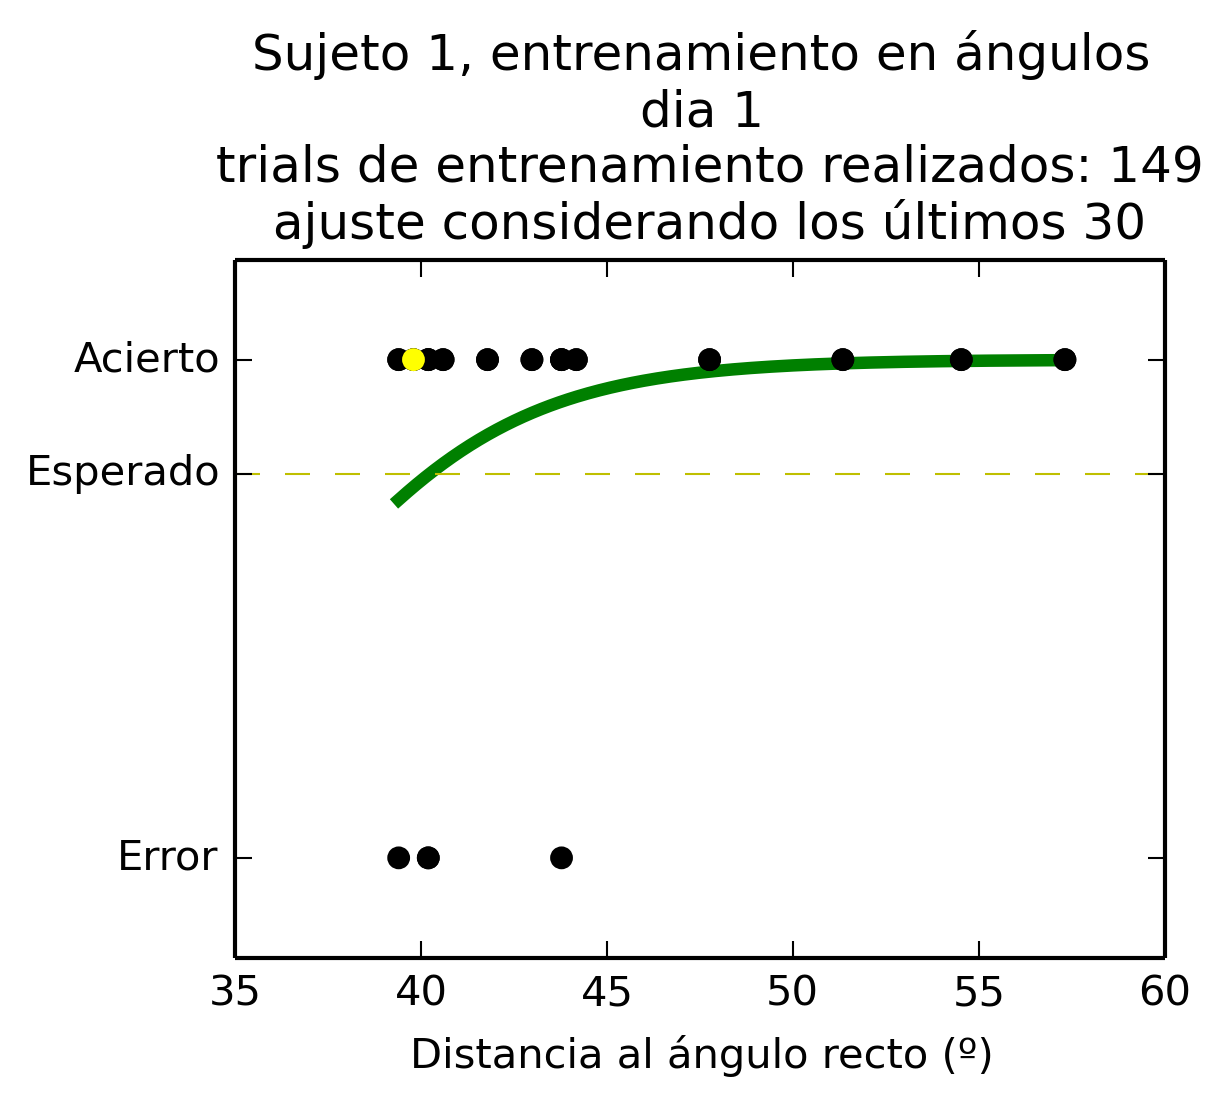 Sujeto 1, entrenamiento en ángulos
dia 1
trials de entrenamiento realizados: 149
ajuste considerando los últimos 30
Acierto
Esperado
Error
35 40 45 50 55 60
Distancia al ángulo recto (º)